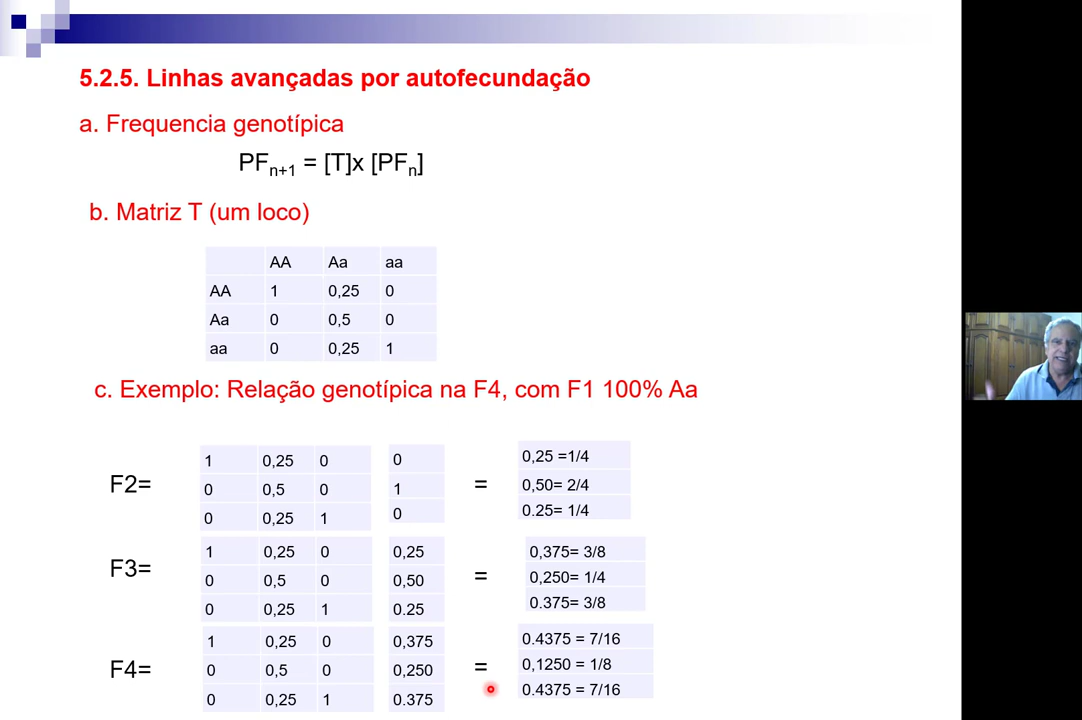 5.2.5. Linhas avançadas por autofecundação
a. Frequencia genotípica
PFn+1 = [T]x [PFn]
b. Matriz T (um loco)
AA Aa aa
AA 1 0,25 0
Aa 0 0,5 0
aa 0 0,25 1
c. Exemplo: Relação genotípica na F4, com F1 100% Aa
F2=
1 0,25 0 0 0,25 =1/4
0 0,5 0 1 = 0,50= 2/4
0 0,25 1 0 0.25= 1/4
F3=
1 0,25 0 0,25 0,375= 3/8
0 0,5 0 0,50 = 0,250= 1/4
0 0,25 1 0.25 0.375= 3/8
F4=
1 0,25 0 0,375 0.4375 = 7/16
0 0,5 0 0,250 = 0,1250 = 1/8
0 0,25 1 0.375 0.4375 = 7/16